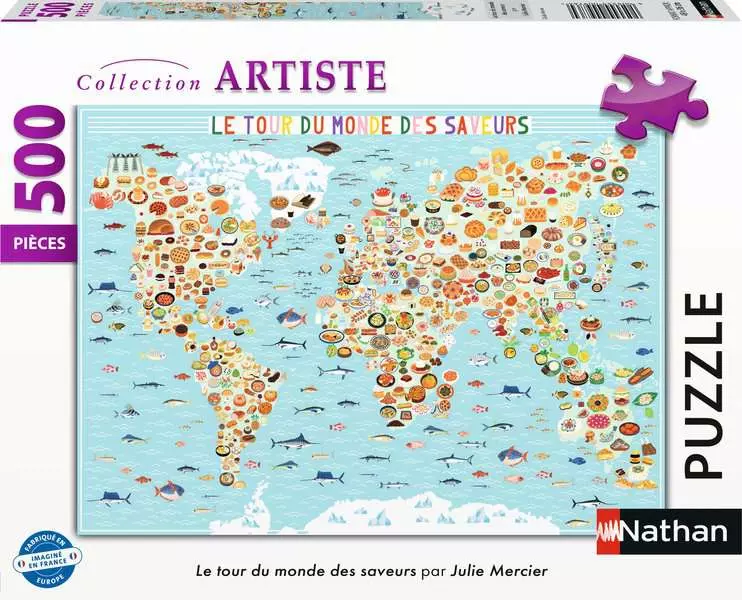 PUZZLE
500
PIÈCES
Nathan
Collection ARTISTE
500
PIÈCES
LE TOUR DU MONDE DES SAVEURS
PUZZLE
Nathan
FABRIQUÉ EN
IMAGINÉ
EN FRANCE
EUROPE
Le tour du monde des saveurs par Julie Mercier